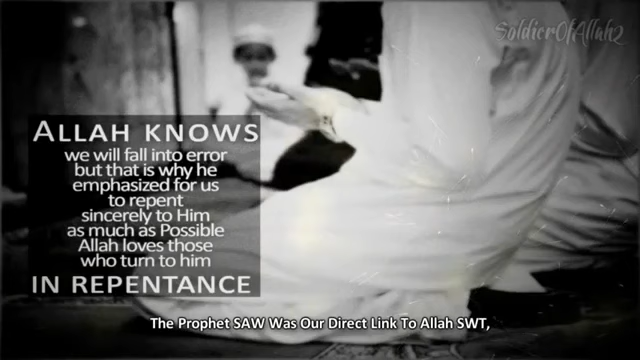 SoldierOfAllah2
ALLAH KNOWS
we will fall into error
but that is why he
emphasized for us
to repent
sincerely to Him
as much as Possible
Allah loves those
who turn to him
IN REPENTANCE
The Prophet SAW Was Our Direct Link To Allah SWT,